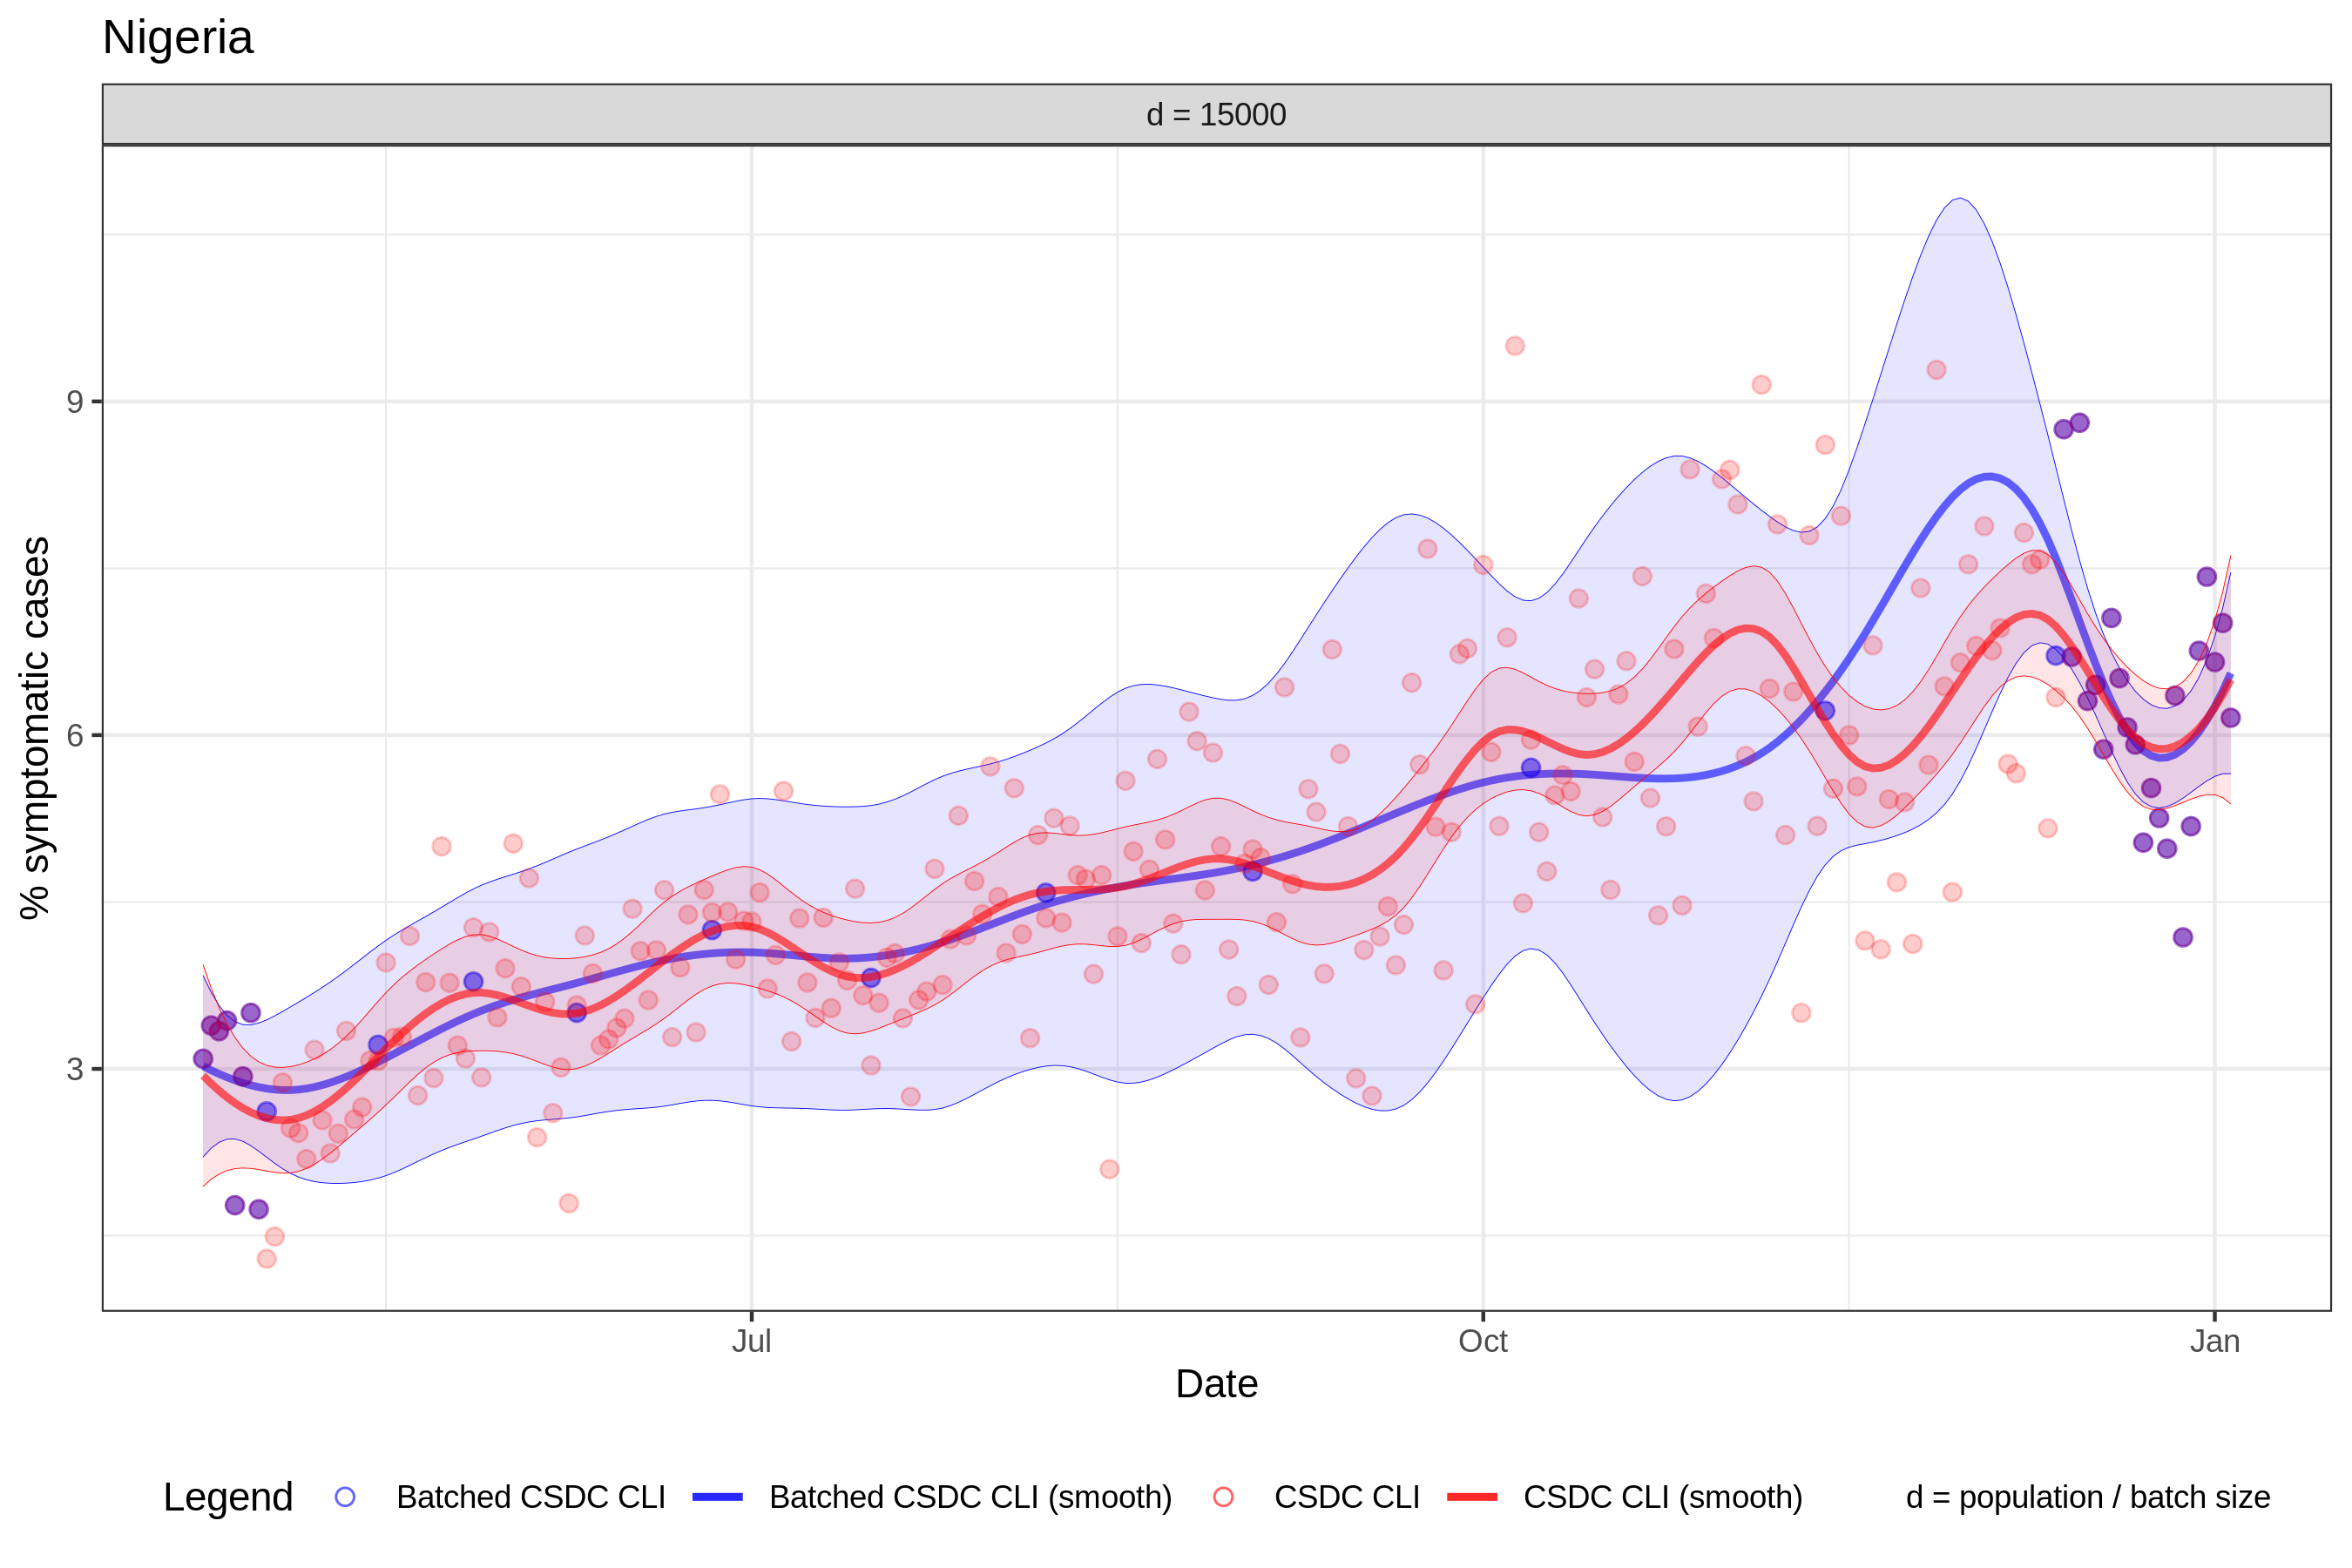 Nigeria
d = 15000
% symptomatic cases
9
6
3
Jul
Oct
Jan
Date
Legend
Batched CSDC CLI
Batched CSDC CLI (smooth)
CSDC CLI
CSDC CLI (smooth)
d = population / batch size